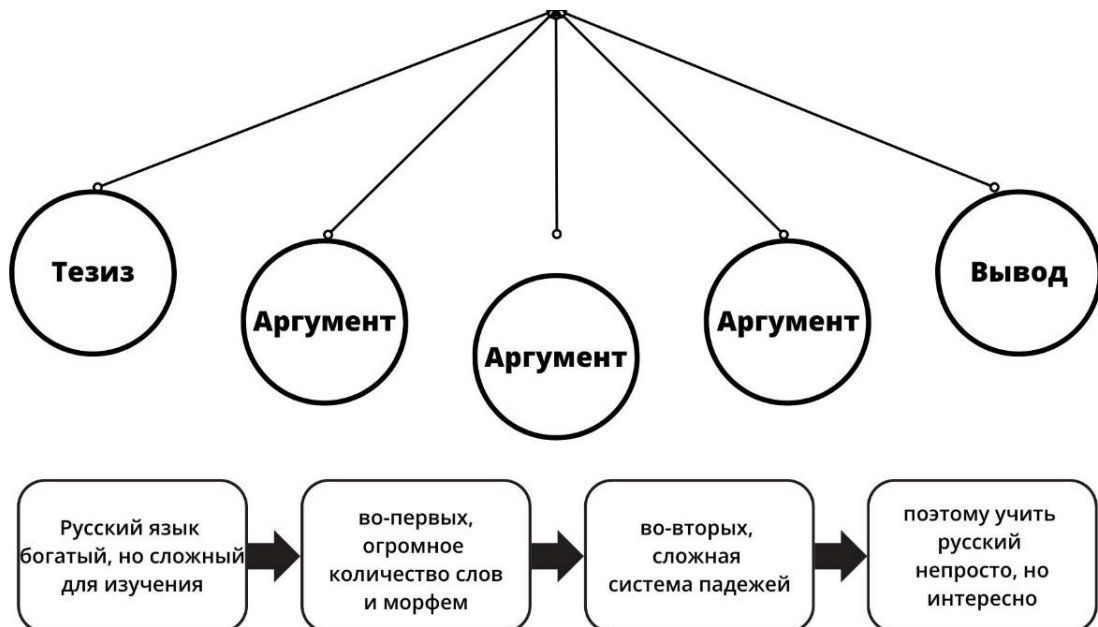 Тезиз
Аргумент
Аргумент
Аргумент
Вывод
Русский язык
богатый, но сложный
для изучения
во-первых,
огромное
количество слов
и морфем
во-вторых,
сложная
система падежей
поэтому учить
русский
непросто, но
интересно